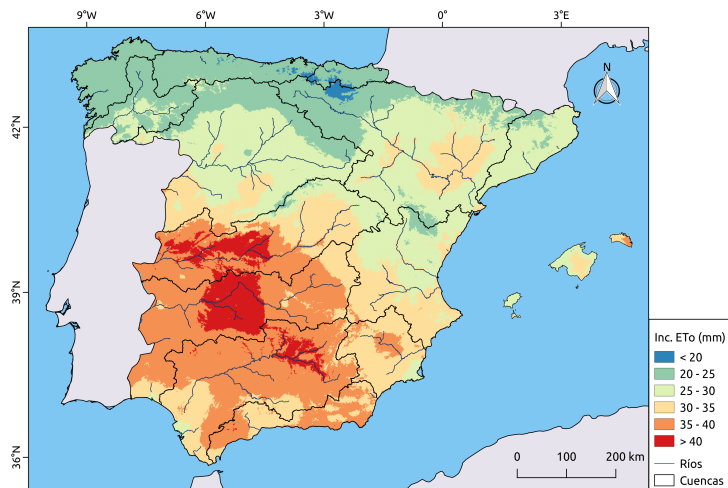 9°W 6°W 3°W 0° 3°E
N
42°N
39°N
36°N
Inc. ETo (mm)
< 20
20 - 25
25 - 30
30 - 35
35 - 40
> 40
Ríos
Cuencas
0 100 200 km